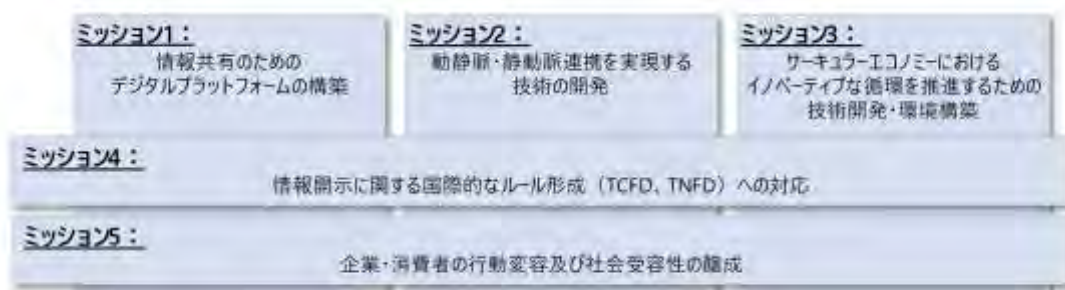 ミッション1:
情報共有のための
デジタルプラットフォームの構築
ミッション2:
動静脈・静動脈連携を実現する
技術の開発
ミッション3:
サーキュラーエコノミーにおける
イノベーティブな循環を推進するための
技術開発・環境構築
ミッション4:
情報開示に関する国際的なルール形成(TCFD、TNFD)への対応
ミッション5:
企業・消費者の行動変容及び社会受容性の醸成